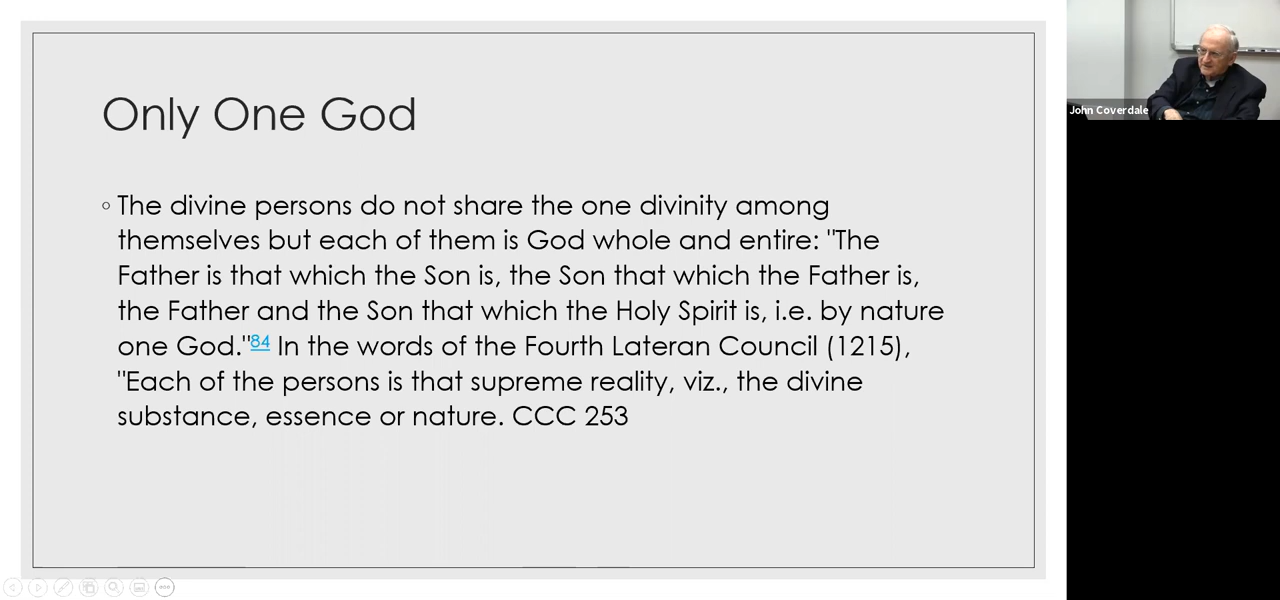 Only One God
The divine persons do not share the one divinity among
themselves but each of them is God whole and entire: "The
Father is that which the Son is, the Son that which the Father is,
the Father and the Son that which the Holy Spirit is, i.e. by nature
one God."84 In the words of the Fourth Lateran Council (1215),
"Each of the persons is that supreme reality, viz., the divine
substance, essence or nature. CCC 253
John Coverdale